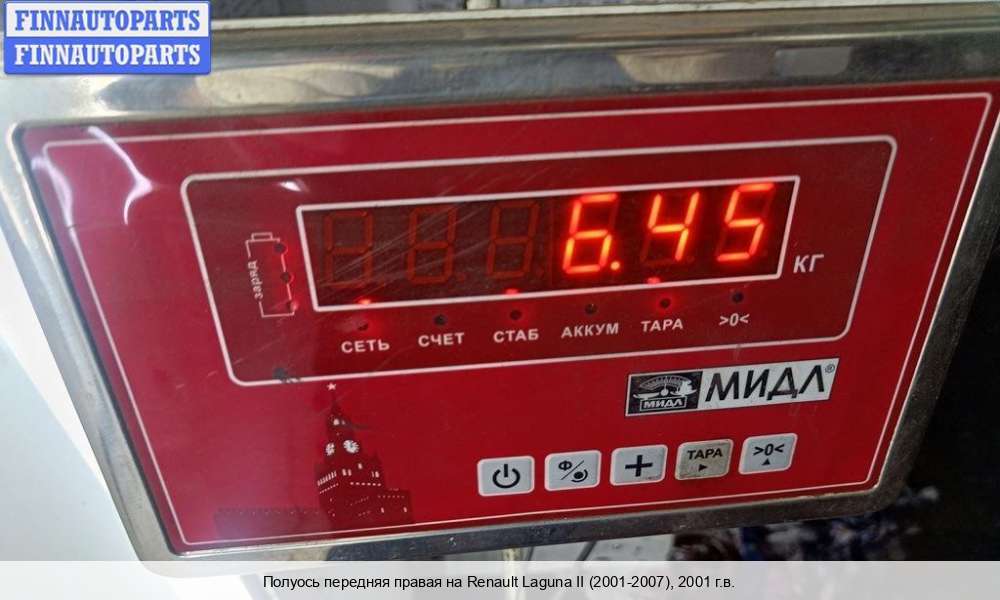 FINNAUTOPARTS
FINNAUTOPARTS
6.45
КГ
заряд
СЕТЬ СЧЕТ СТАБ АККУМ ТАРА >0<
МИДЛ МИДЛ®
Ф ТАРА >0<
Полуось передняя правая на Renault Laguna II (2001-2007), 2001 г.в.